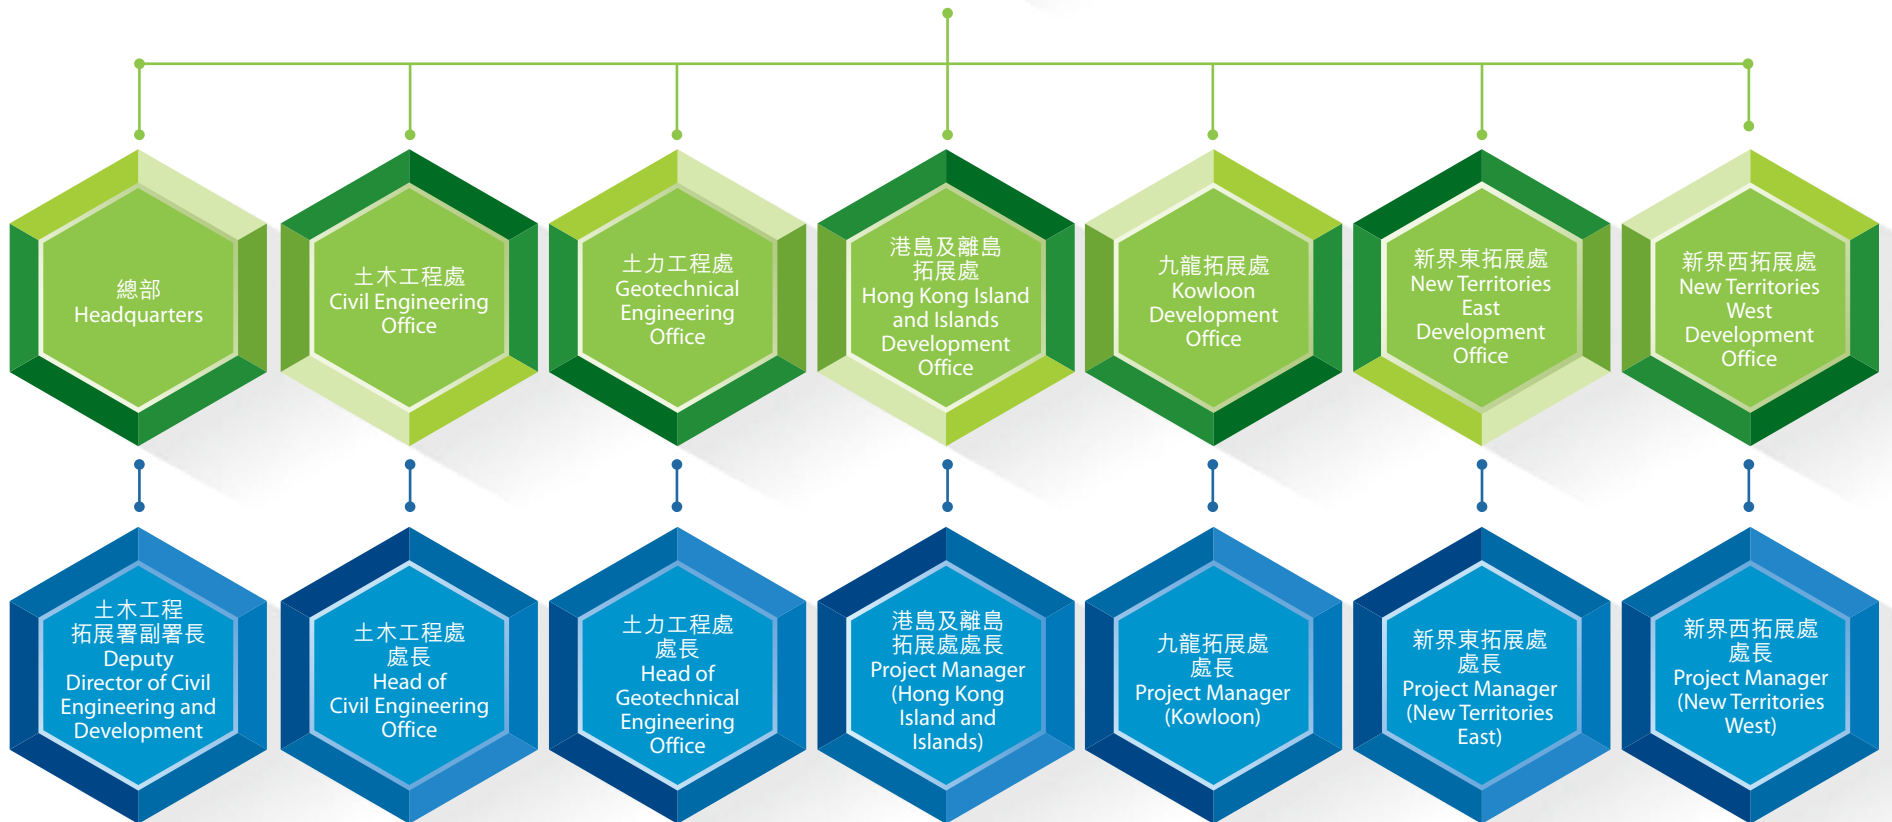 總部
Headquarters
土木工程處
Civil Engineering
Office
土力工程處
Geotechnical
Engineering
Office
港島及離島
拓展處
Hong Kong Island
and Islands
Development
Office
九龍拓展處
Kowloon
Development
Office
新界東拓展處
New Territories
East
Development
Office
新界西拓展處
New Territories
West
Development
Office
土木工程
拓展署副署長
Deputy
Director of Civil
Engineering and
Development
土木工程處
處長
Head of
Civil Engineering
Office
土力工程處
處長
Head of
Geotechnical
Engineering
Office
港島及離島
拓展處處長
Project Manager
(Hong Kong
Island and
Islands)
九龍拓展處
處長
Project Manager
(Kowloon)
新界東拓展處
處長
Project Manager
(New Territories
East)
新界西拓展處
處長
Project Manager
(New Territories
West)